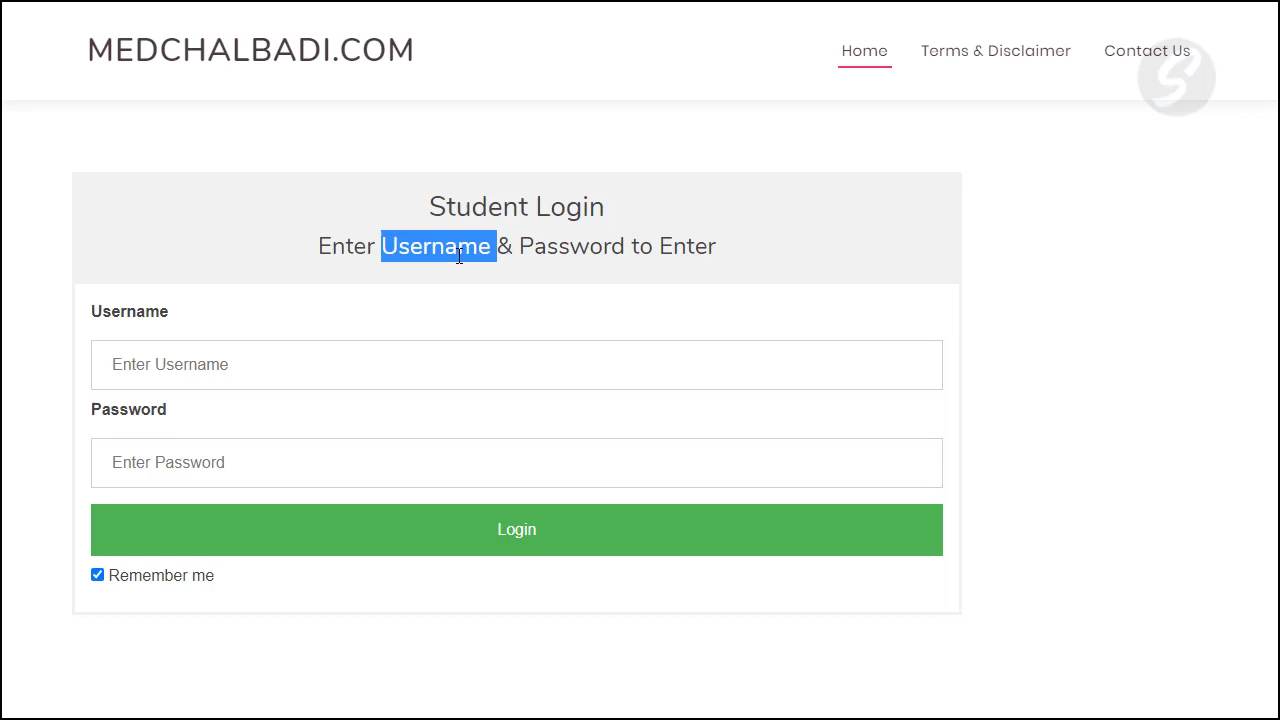 MEDCHALBADI.COM
Home Terms & Disclaimer Contact Us
S
Student Login
Enter Username & Password to Enter
Username
Enter Username
Password
Enter Password
Login
Remember me